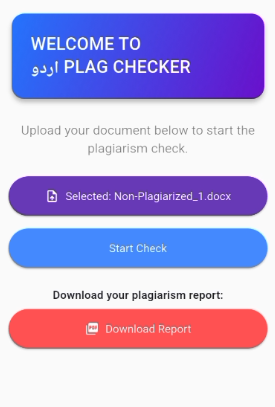 WELCOME TO
اردو PLAG CHECKER
Upload your document below to start the
plagiarism check.
Selected: Non-Plagiarized_1.docx
Start Check
Download your plagiarism report:
PDF
Download Report